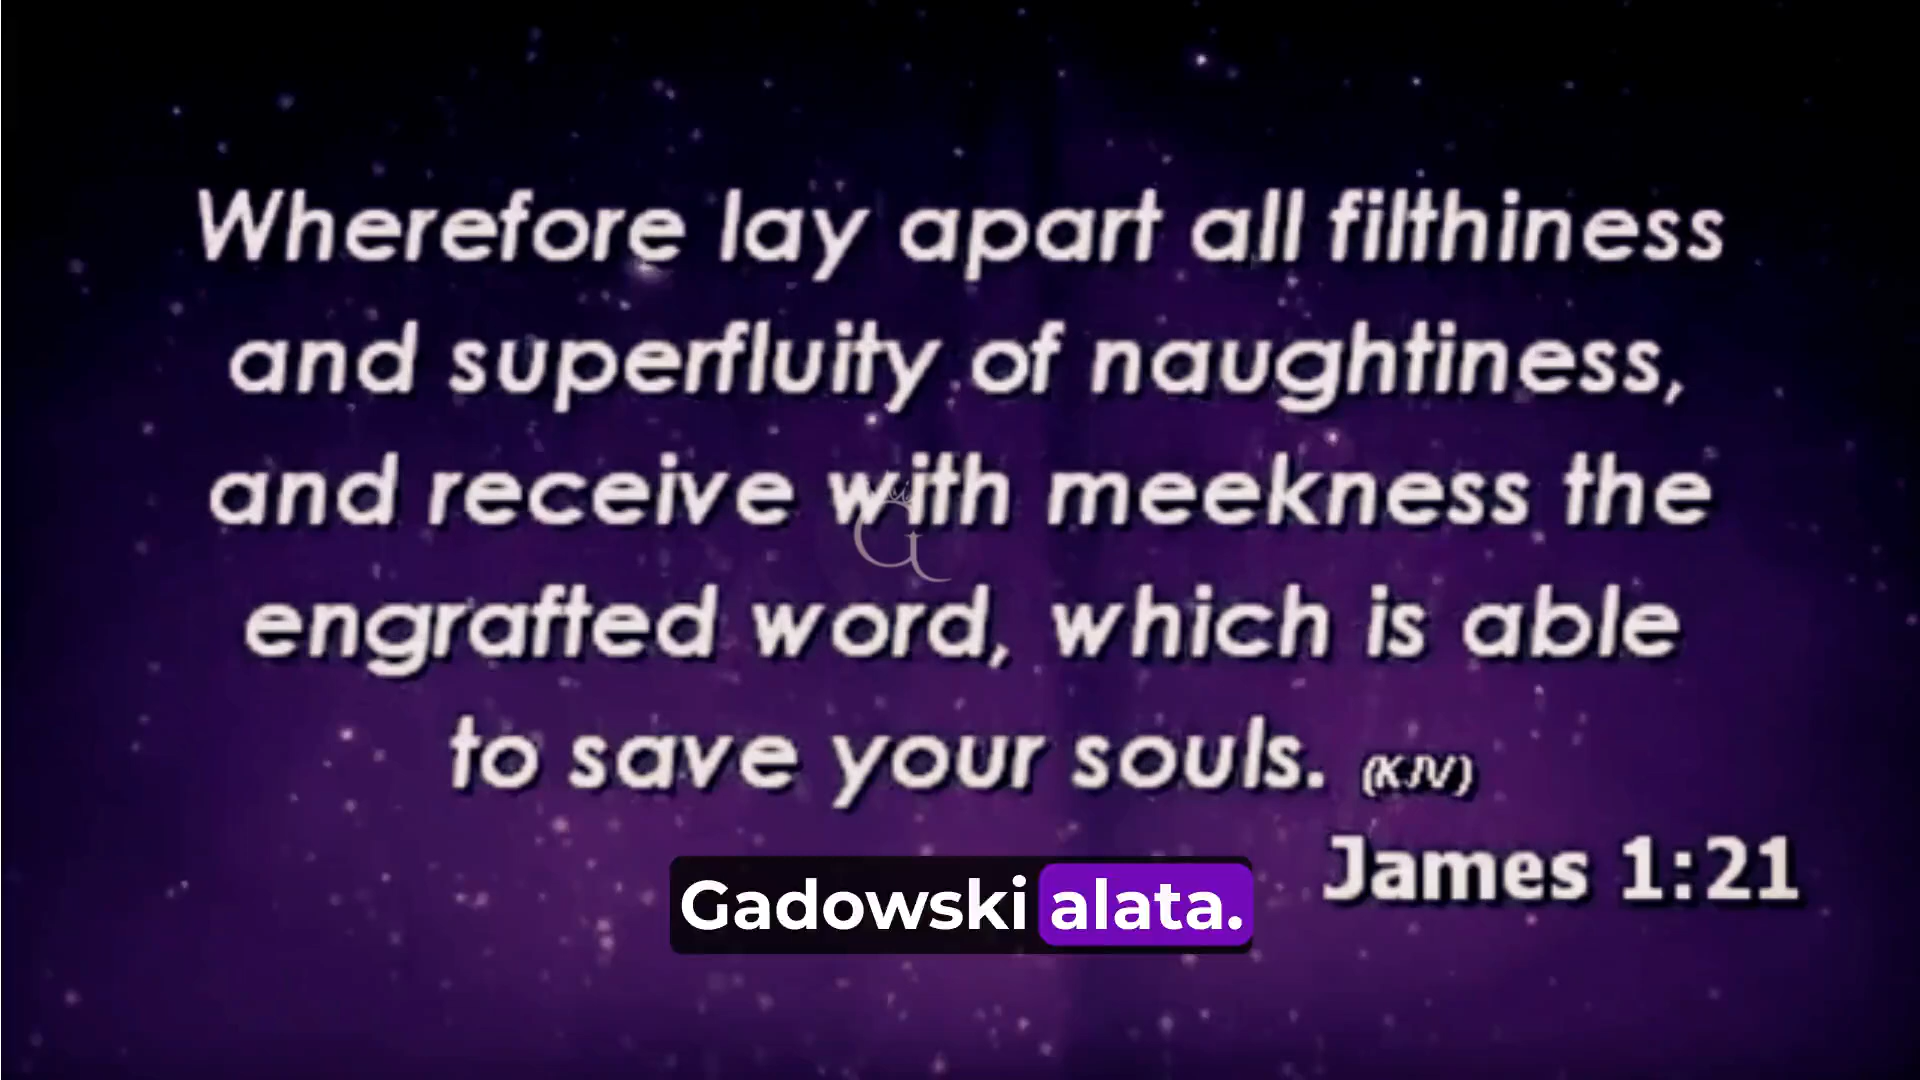 Wherefore lay apart all filthiness
and superfluity of naughtiness,
and receive with meekness the
engrafted word, which is able
to save your souls. (KJV)
James 1:21
Gadowski alata.
G